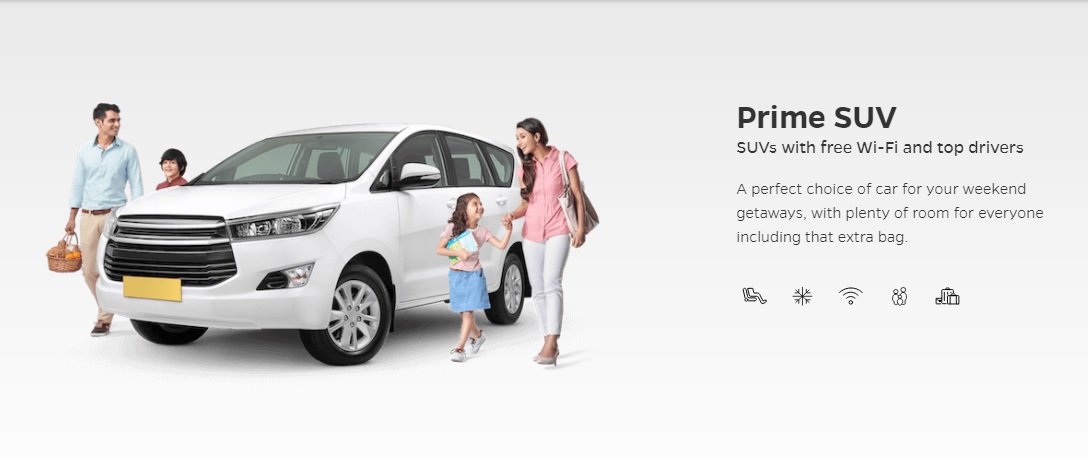 Prime SUV
SUVs with free Wi-Fi and top drivers
A perfect choice of car for your weekend
getaways, with plenty of room for everyone
including that extra bag.